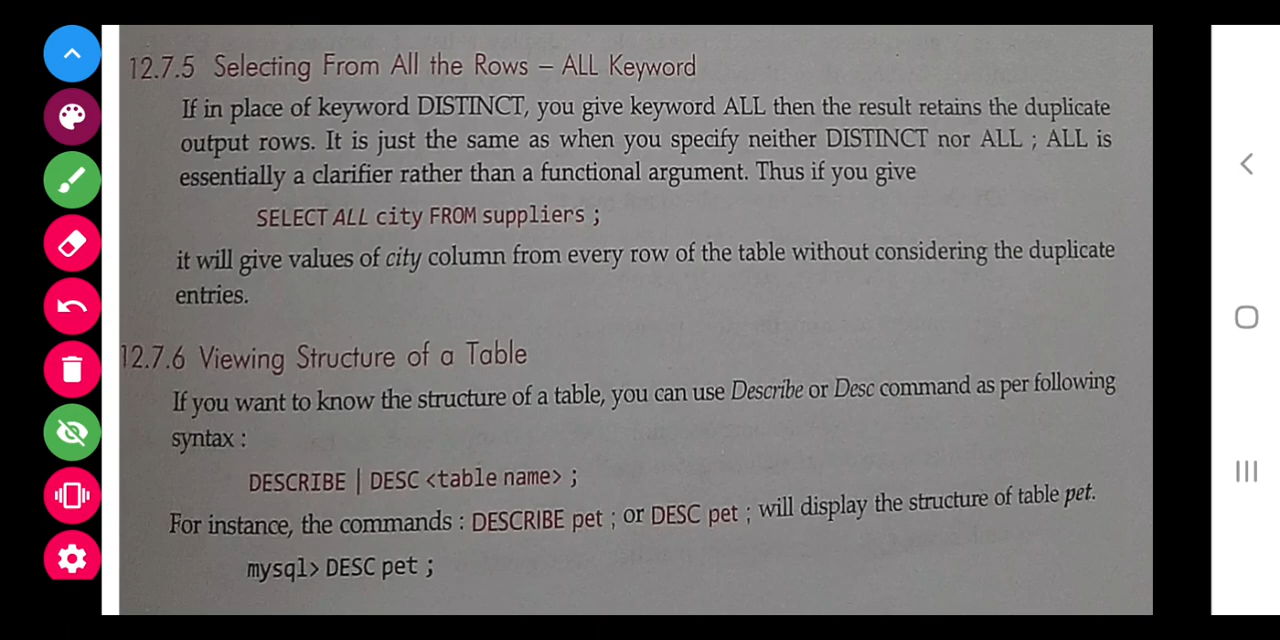 12.7.5 Selecting From All the Rows – ALL Keyword
If in place of keyword DISTINCT, you give keyword ALL then the result retains the duplicate
output rows. It is just the same as when you specify neither DISTINCT nor ALL ; ALL is
essentially a clarifier rather than a functional argument. Thus if you give
SELECT ALL city FROM suppliers ;
it will give values of city column from every row of the table without considering the duplicate
entries.
12.7.6 Viewing Structure of a Table
If you want to know the structure of a table, you can use Describe or Desc command as per following
syntax :
DESCRIBE | DESC <table name> ;
For instance, the commands : DESCRIBE pet ; or DESC pet ; will display the structure of table pet.
mysql> DESC pet ;